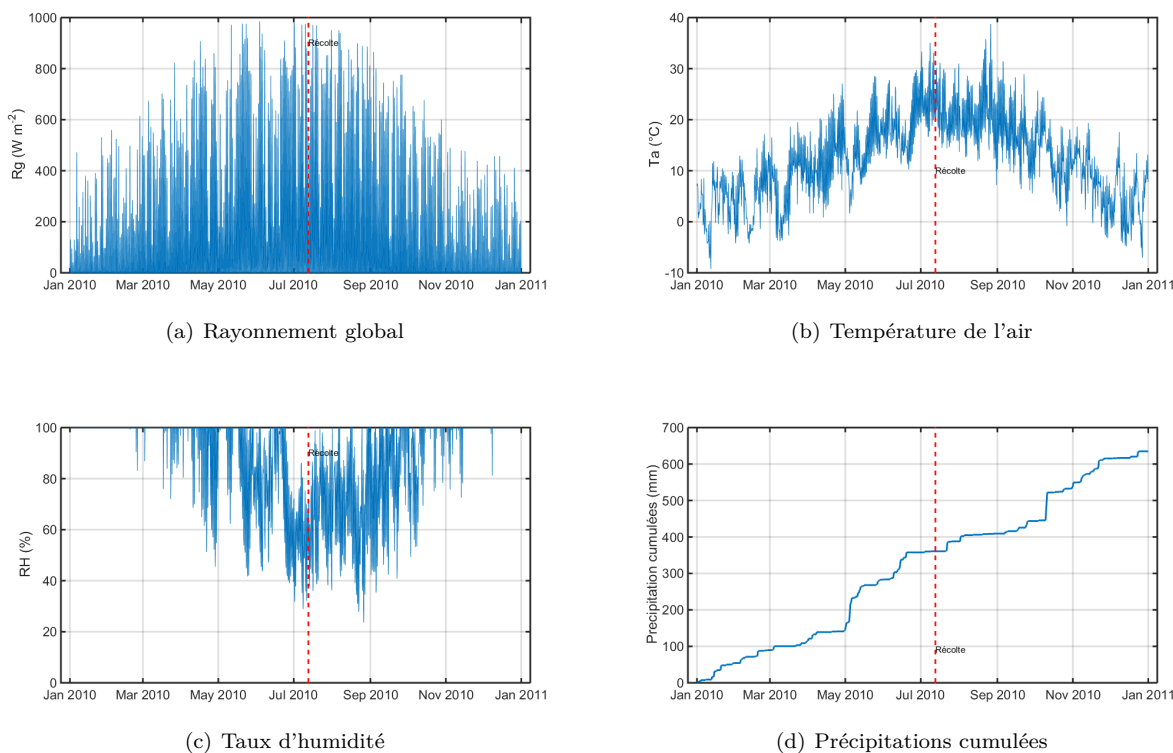 1000
800
600
400
200
0
Rg (W m-2)
Récolte
Jan 2010 Mar 2010 May 2010 Jul 2010 Sep 2010 Nov 2010 Jan 2011
(a) Rayonnement global
40
30
20
10
0
-10
Ta (°C)
Récolte
Jan 2010 Mar 2010 May 2010 Jul 2010 Sep 2010 Nov 2010 Jan 2011
(b) Température de l'air
100
80
60
40
20
0
RH (%)
Récolte
Jan 2010 Mar 2010 May 2010 Jul 2010 Sep 2010 Nov 2010 Jan 2011
(c) Taux d'humidité
700
600
500
400
300
200
100
0
Precipitation cumulées (mm)
Récolte
Jan 2010 Mar 2010 May 2010 Jul 2010 Sep 2010 Nov 2010 Jan 2011
(d) Précipitations cumulées